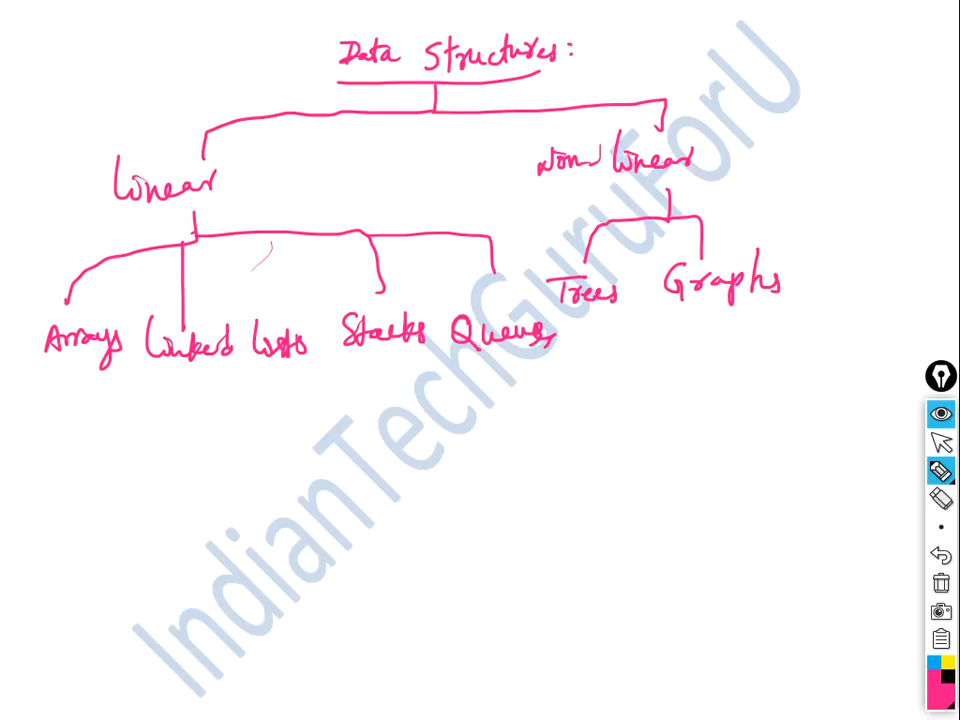 Data Structures:
Linear
Non Linear
Arrays Linked Lists Stacks Queues
Trees Graphs
IndianTechGuruForU